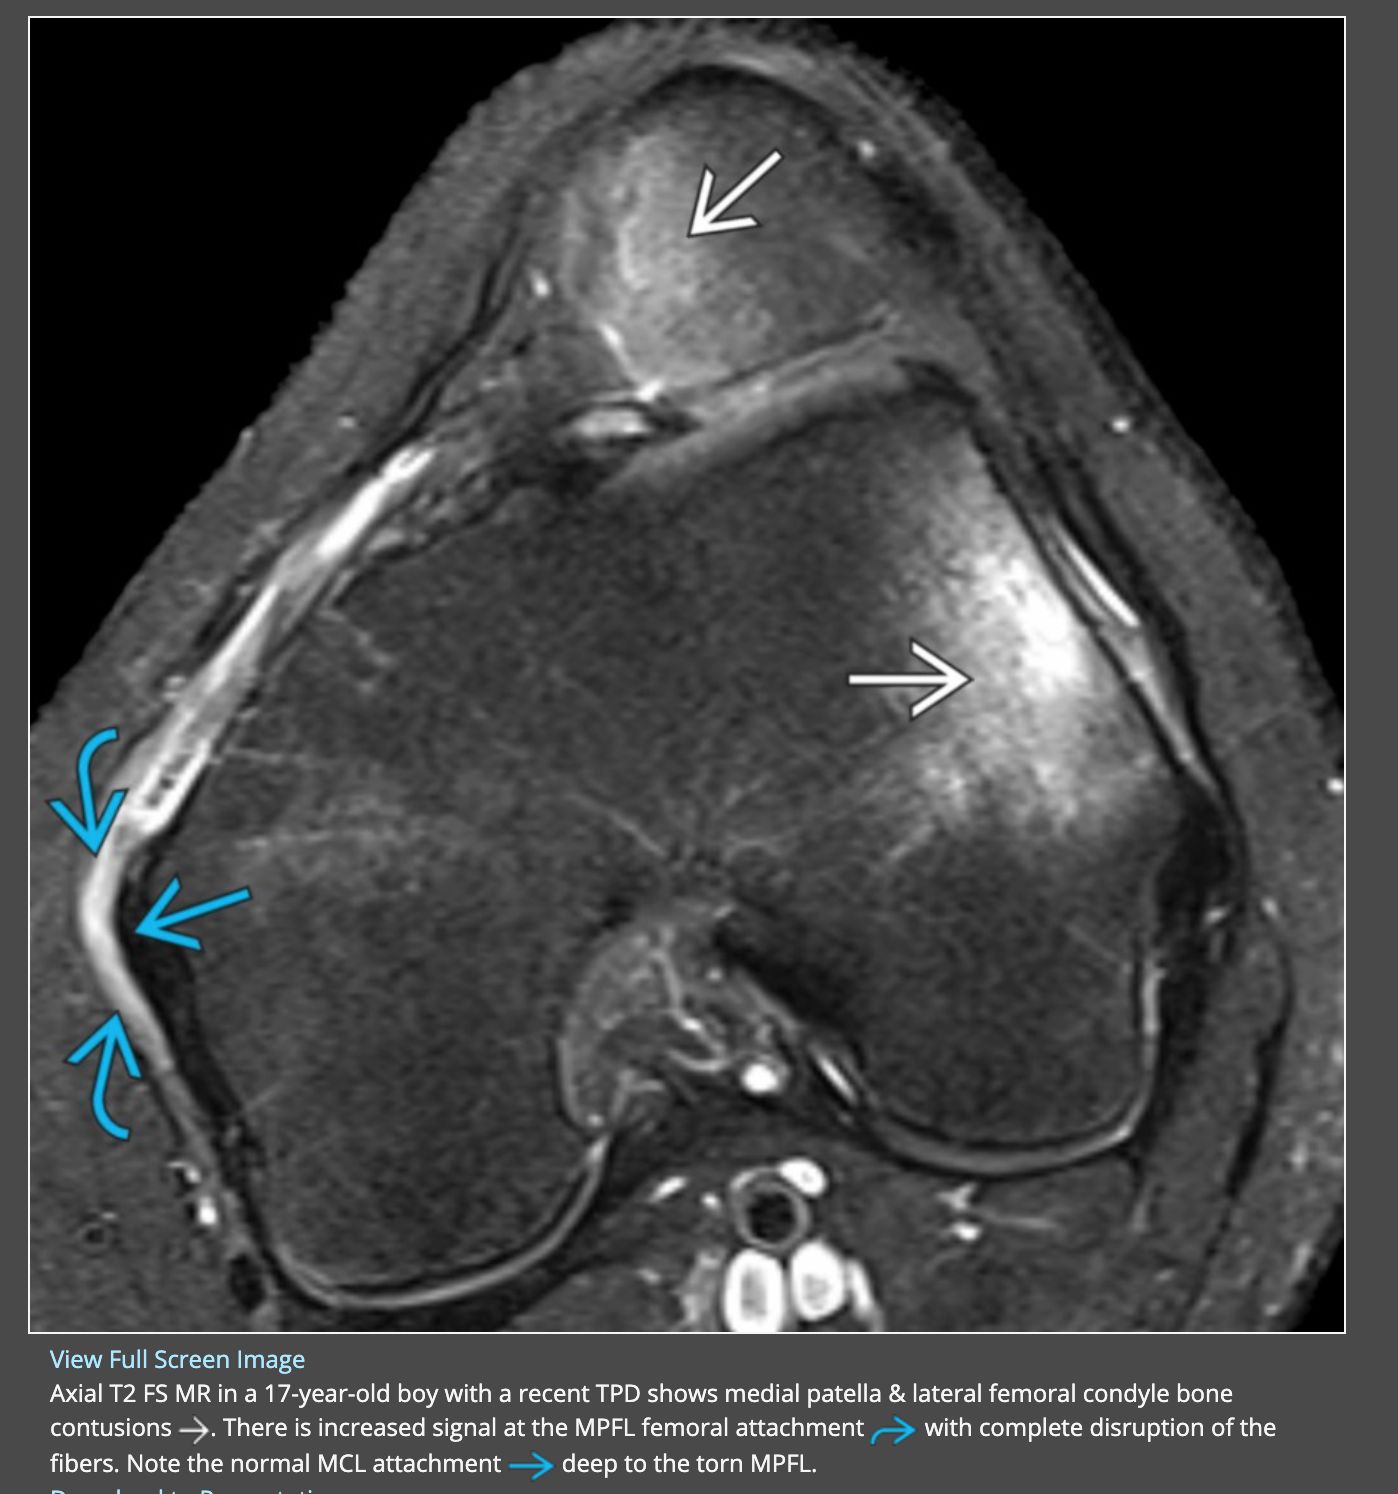 View Full Screen Image
Axial T2 FS MR in a 17-year-old boy with a recent TPD shows medial patella & lateral femoral condyle bone
contusions →. There is increased signal at the MPFL femoral attachment ↷ with complete disruption of the
fibers. Note the normal MCL attachment → deep to the torn MPFL.